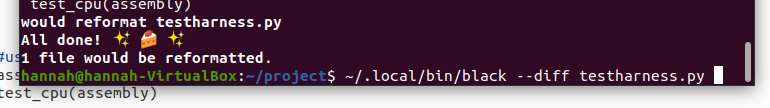 test_cpu(assembly)
would reformat testharness.py
All done! ✨ 🍰 ✨
1 file would be reformatted.
#us
hannah@hannah-VirtualBox:~/project$ ~/.local/bin/black --diff testharness.py
ass
test_cpu(assembly)